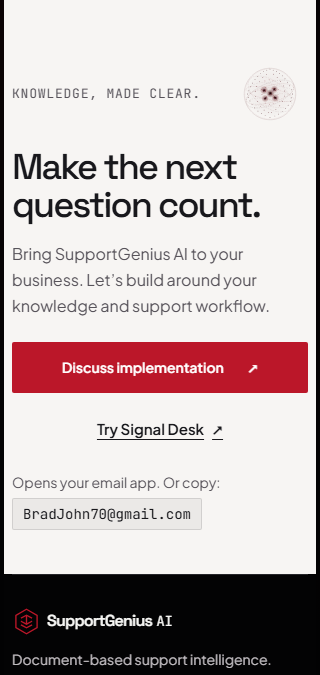 KNOWLEDGE, MADE CLEAR.
Make the next
question count.
Bring SupportGenius AI to your
business. Let's build around your
knowledge and support workflow.
Discuss implementation ↗
Try Signal Desk ↗
Opens your email app. Or copy:
BradJohn70@gmail.com
SupportGenius AI
Document-based support intelligence.